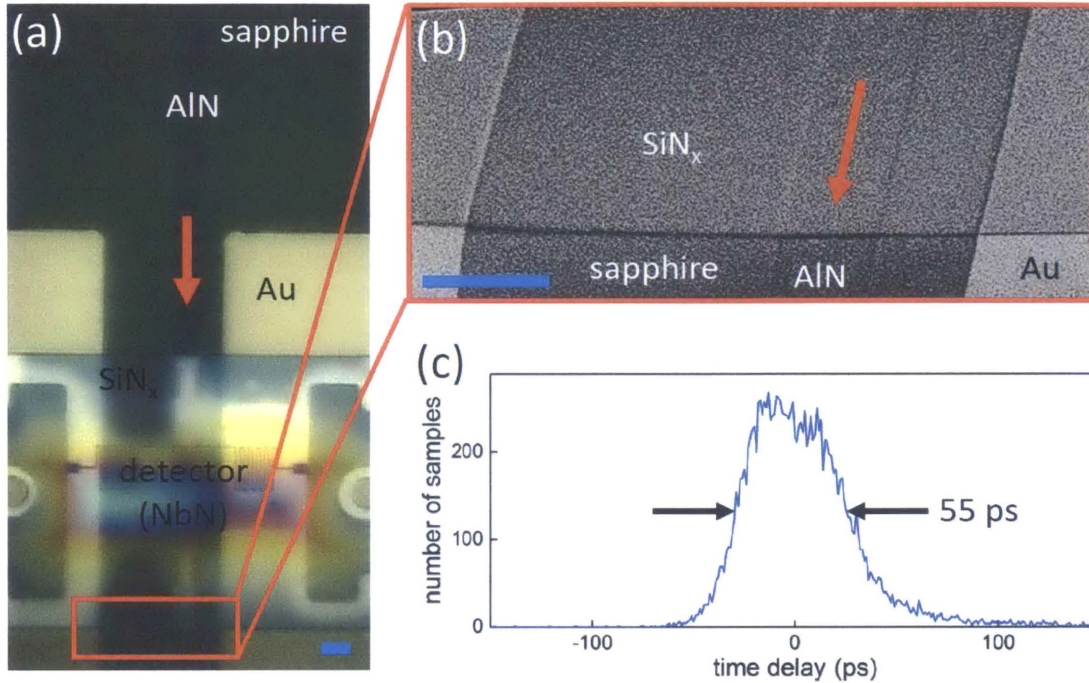 (a)
sapphire
AlN
Au
SiNₓ
detector
(NbN)
(b)
SiNₓ
sapphire
AlN
Au
(c)
number of samples
200
100
0
55 ps
-100
0
100
time delay (ps)